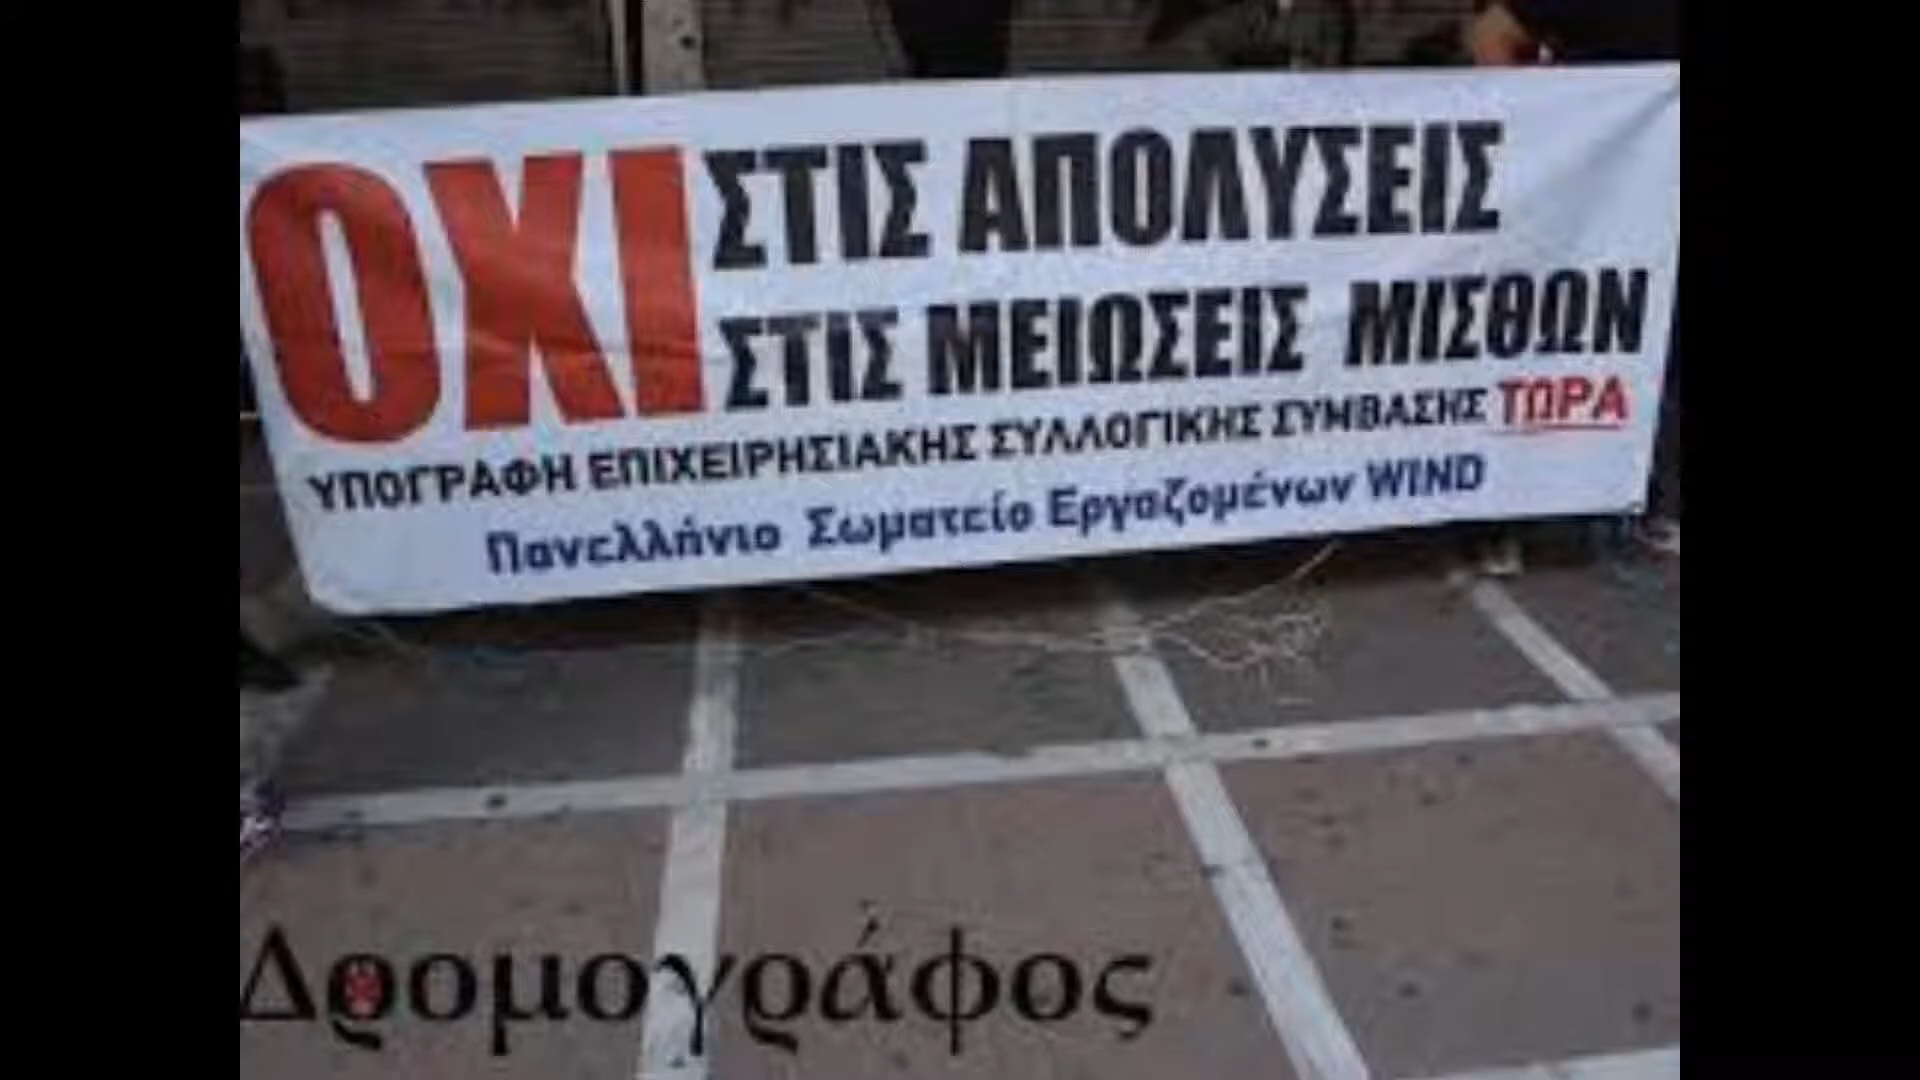 ΟΧΙ ΣΤΙΣ ΑΠΟΛΥΣΕΙΣ
ΣΤΙΣ ΜΕΙΩΣΕΙΣ ΜΙΣΘΩΝ
ΥΠΟΓΡΑΦΗ ΕΠΙΧΕΙΡΗΣΙΑΚΗΣ ΣΥΛΛΟΓΙΚΗΣ ΣΥΜΒΑΣΗΣ ΤΩΡΑ
Πανελλήνιο Σωματείο Εργαζομένων WIND
Δρομογράφος